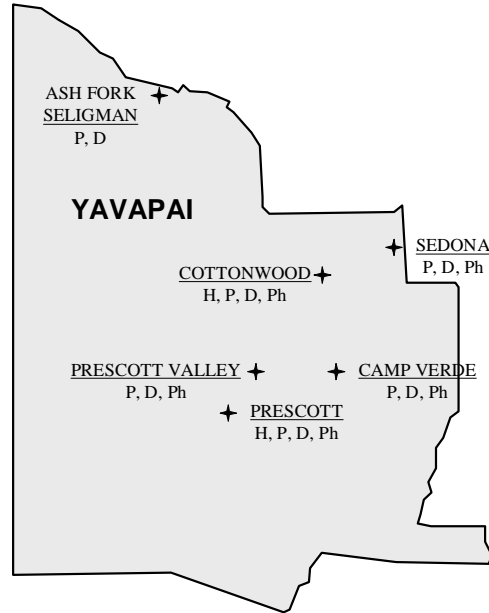 ASH FORK
SELIGMAN
P, D
YAVAPAI
SEDONA
P, D, Ph
COTTONWOOD
H, P, D, Ph
PRESCOTT VALLEY
P, D, Ph
CAMP VERDE
P, D, Ph
PRESCOTT
H, P, D, Ph